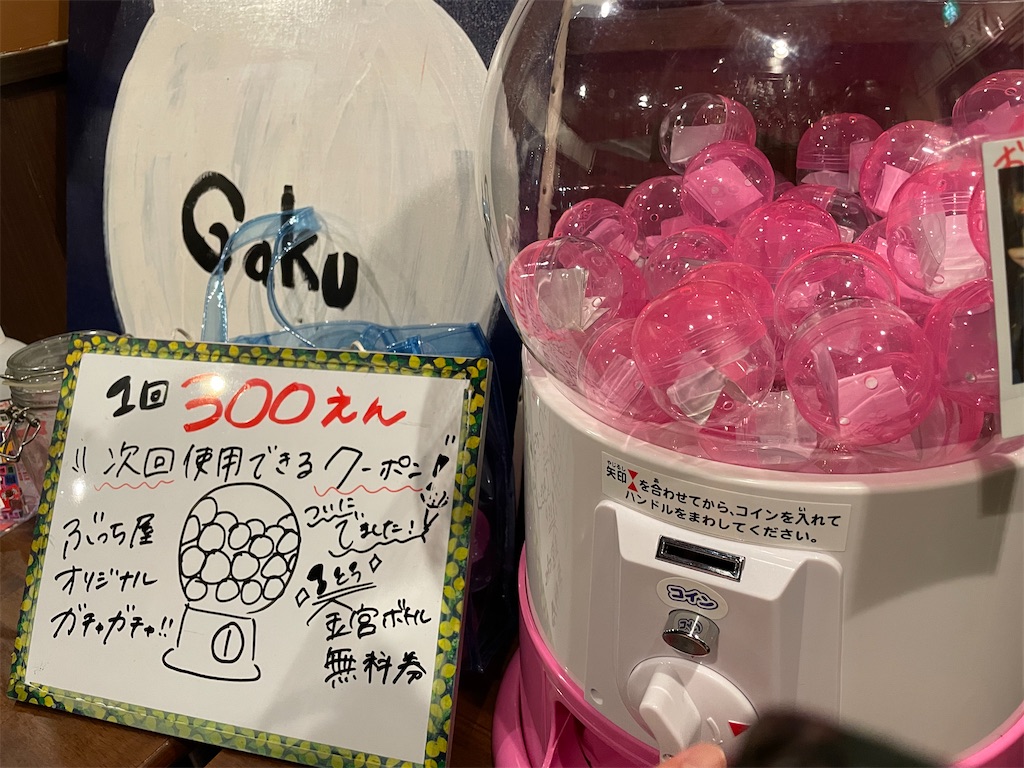 Gaku
1回 300えん
次回使用できるクーポン!
ぶっち屋
オリジナル
ガチャガチャ!!
ついに、
でました!
1とう
金宮ボトル
無料券
矢印を合わせてから、コインを入れて
ハンドルをまわしてください。
コイン